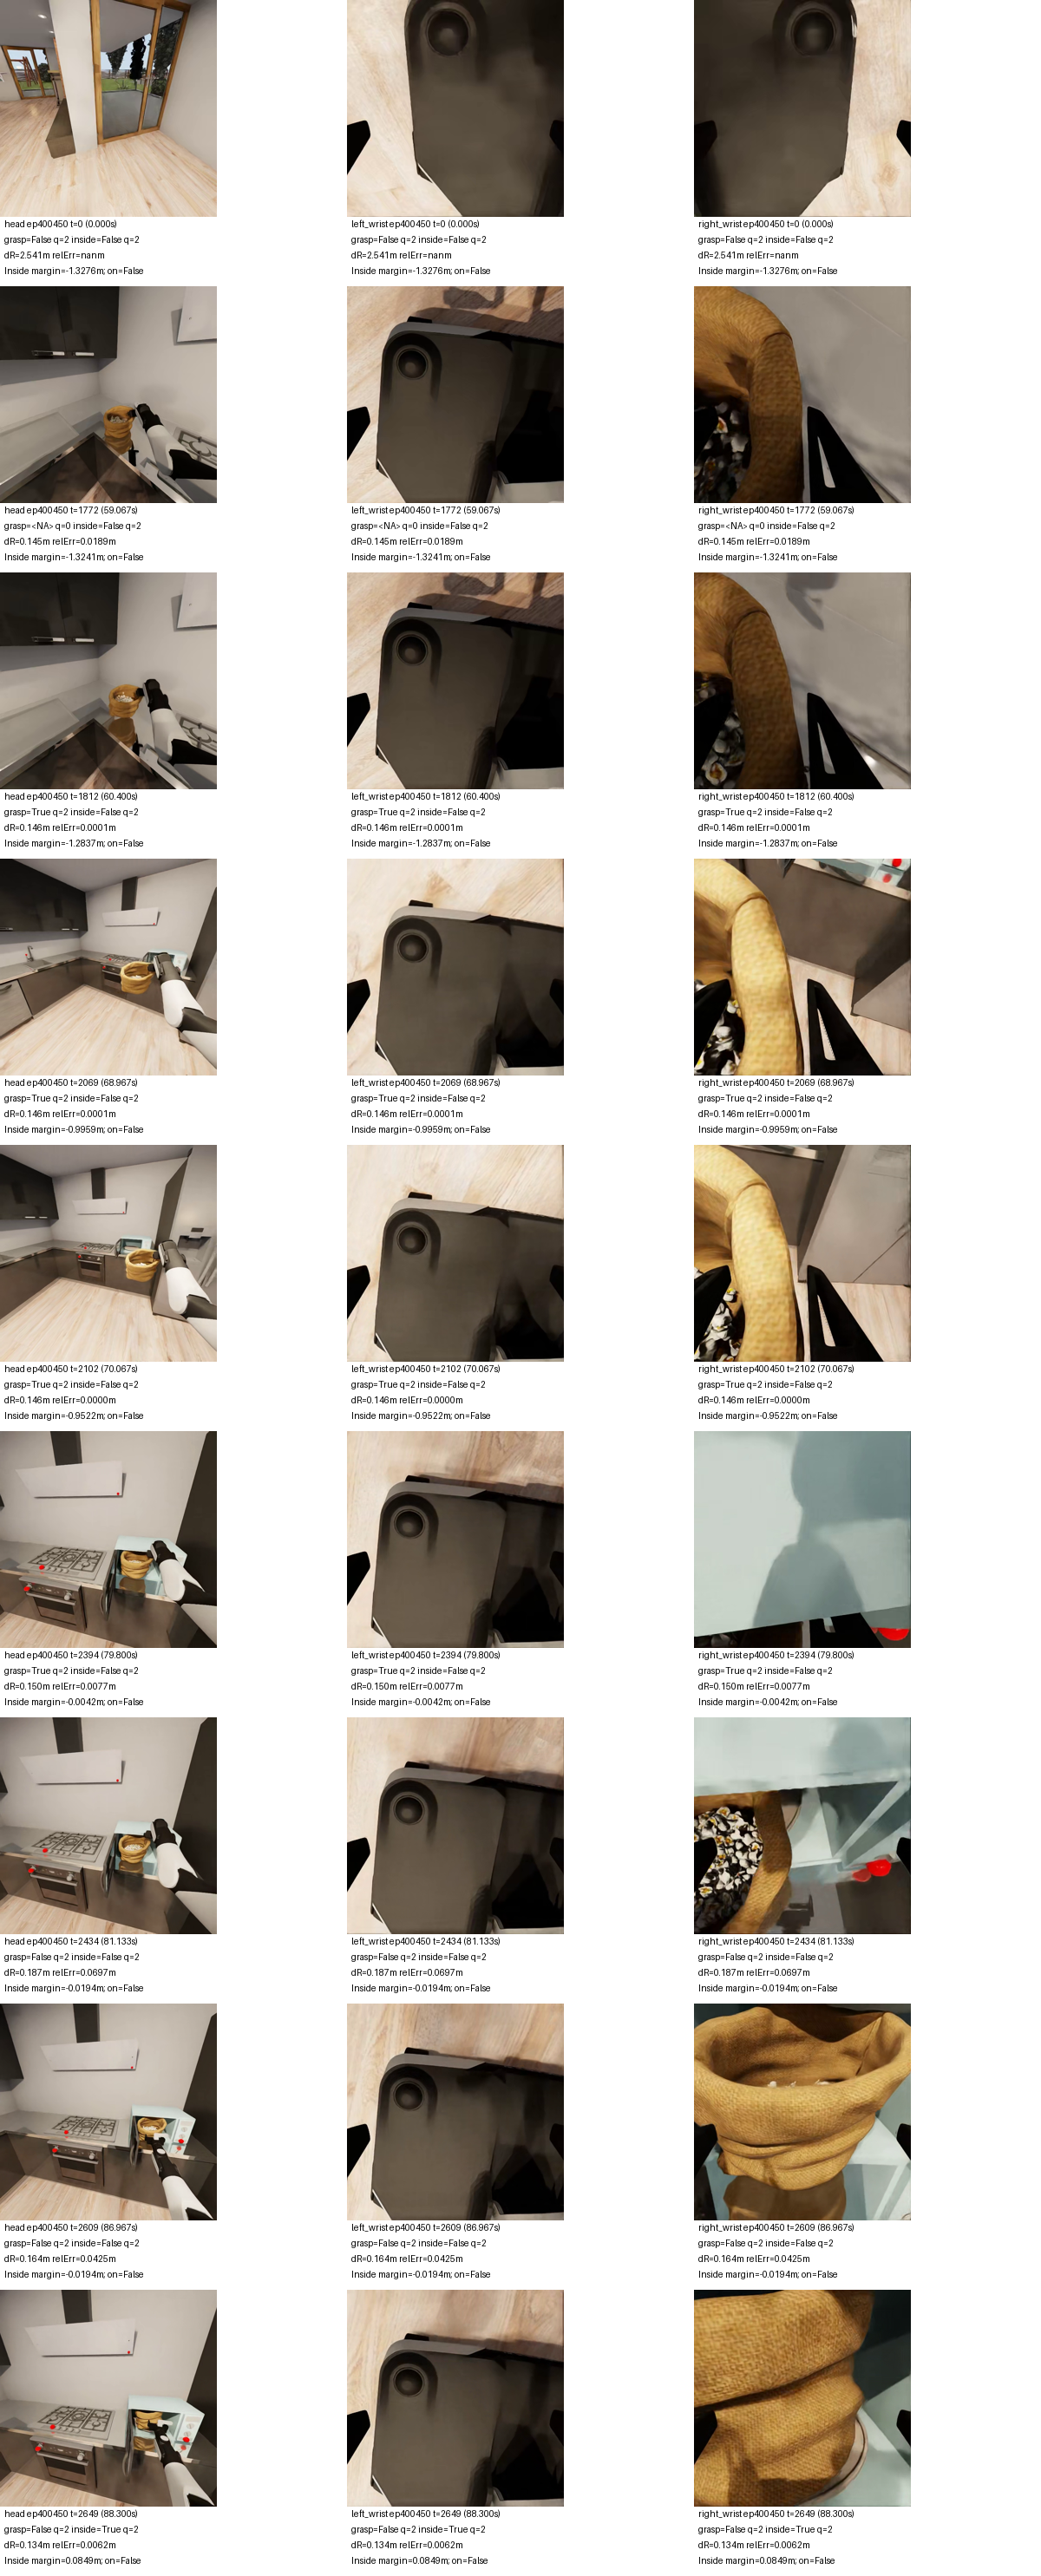 head ep400450 t=0 (0.000s)
grasp=False q=2 inside=False q=2
dR=2.541m relErr=nanm
Inside margin=-1.3276m; on=False
left_wrist ep400450 t=0 (0.000s)
grasp=False q=2 inside=False q=2
dR=2.541m relErr=nanm
Inside margin=-1.3276m; on=False
right_wrist ep400450 t=0 (0.000s)
grasp=False q=2 inside=False q=2
dR=2.541m relErr=nanm
Inside margin=-1.3276m; on=False
head ep400450 t=1772 (59.067s)
grasp=<NA> q=0 inside=False q=2
dR=0.145m relErr=0.0189m
Inside margin=-1.3241m; on=False
left_wrist ep400450 t=1772 (59.067s)
grasp=<NA> q=0 inside=False q=2
dR=0.145m relErr=0.0189m
Inside margin=-1.3241m; on=False
right_wrist ep400450 t=1772 (59.067s)
grasp=<NA> q=0 inside=False q=2
dR=0.145m relErr=0.0189m
Inside margin=-1.3241m; on=False
head ep400450 t=1812 (60.400s)
grasp=True q=2 inside=False q=2
dR=0.146m relErr=0.0001m
Inside margin=-1.2837m; on=False
left_wrist ep400450 t=1812 (60.400s)
grasp=True q=2 inside=False q=2
dR=0.146m relErr=0.0001m
Inside margin=-1.2837m; on=False
right_wrist ep400450 t=1812 (60.400s)
grasp=True q=2 inside=False q=2
dR=0.146m relErr=0.0001m
Inside margin=-1.2837m; on=False
head ep400450 t=2069 (68.967s)
grasp=True q=2 inside=False q=2
dR=0.146m relErr=0.0001m
Inside margin=-0.9959m; on=False
left_wrist ep400450 t=2069 (68.967s)
grasp=True q=2 inside=False q=2
dR=0.146m relErr=0.0001m
Inside margin=-0.9959m; on=False
right_wrist ep400450 t=2069 (68.967s)
grasp=True q=2 inside=False q=2
dR=0.146m relErr=0.0001m
Inside margin=-0.9959m; on=False
head ep400450 t=2102 (70.067s)
grasp=True q=2 inside=False q=2
dR=0.146m relErr=0.0000m
Inside margin=-0.9522m; on=False
left_wrist ep400450 t=2102 (70.067s)
grasp=True q=2 inside=False q=2
dR=0.146m relErr=0.0000m
Inside margin=-0.9522m; on=False
right_wrist ep400450 t=2102 (70.067s)
grasp=True q=2 inside=False q=2
dR=0.146m relErr=0.0000m
Inside margin=-0.9522m; on=False
head ep400450 t=2394 (79.800s)
grasp=True q=2 inside=False q=2
dR=0.150m relErr=0.0077m
Inside margin=-0.0042m; on=False
left_wrist ep400450 t=2394 (79.800s)
grasp=True q=2 inside=False q=2
dR=0.150m relErr=0.0077m
Inside margin=-0.0042m; on=False
right_wrist ep400450 t=2394 (79.800s)
grasp=True q=2 inside=False q=2
dR=0.150m relErr=0.0077m
Inside margin=-0.0042m; on=False
head ep400450 t=2434 (81.133s)
grasp=False q=2 inside=False q=2
dR=0.187m relErr=0.0697m
Inside margin=-0.0194m; on=False
left_wrist ep400450 t=2434 (81.133s)
grasp=False q=2 inside=False q=2
dR=0.187m relErr=0.0697m
Inside margin=-0.0194m; on=False
right_wrist ep400450 t=2434 (81.133s)
grasp=False q=2 inside=False q=2
dR=0.187m relErr=0.0697m
Inside margin=-0.0194m; on=False
head ep400450 t=2609 (86.967s)
grasp=False q=2 inside=False q=2
dR=0.164m relErr=0.0425m
Inside margin=-0.0194m; on=False
left_wrist ep400450 t=2609 (86.967s)
grasp=False q=2 inside=False q=2
dR=0.164m relErr=0.0425m
Inside margin=-0.0194m; on=False
right_wrist ep400450 t=2609 (86.967s)
grasp=False q=2 inside=False q=2
dR=0.164m relErr=0.0425m
Inside margin=-0.0194m; on=False
head ep400450 t=2649 (88.300s)
grasp=False q=2 inside=True q=2
dR=0.134m relErr=0.0062m
Inside margin=0.0849m; on=False
left_wrist ep400450 t=2649 (88.300s)
grasp=False q=2 inside=True q=2
dR=0.134m relErr=0.0062m
Inside margin=0.0849m; on=False
right_wrist ep400450 t=2649 (88.300s)
grasp=False q=2 inside=True q=2
dR=0.134m relErr=0.0062m
Inside margin=0.0849m; on=False